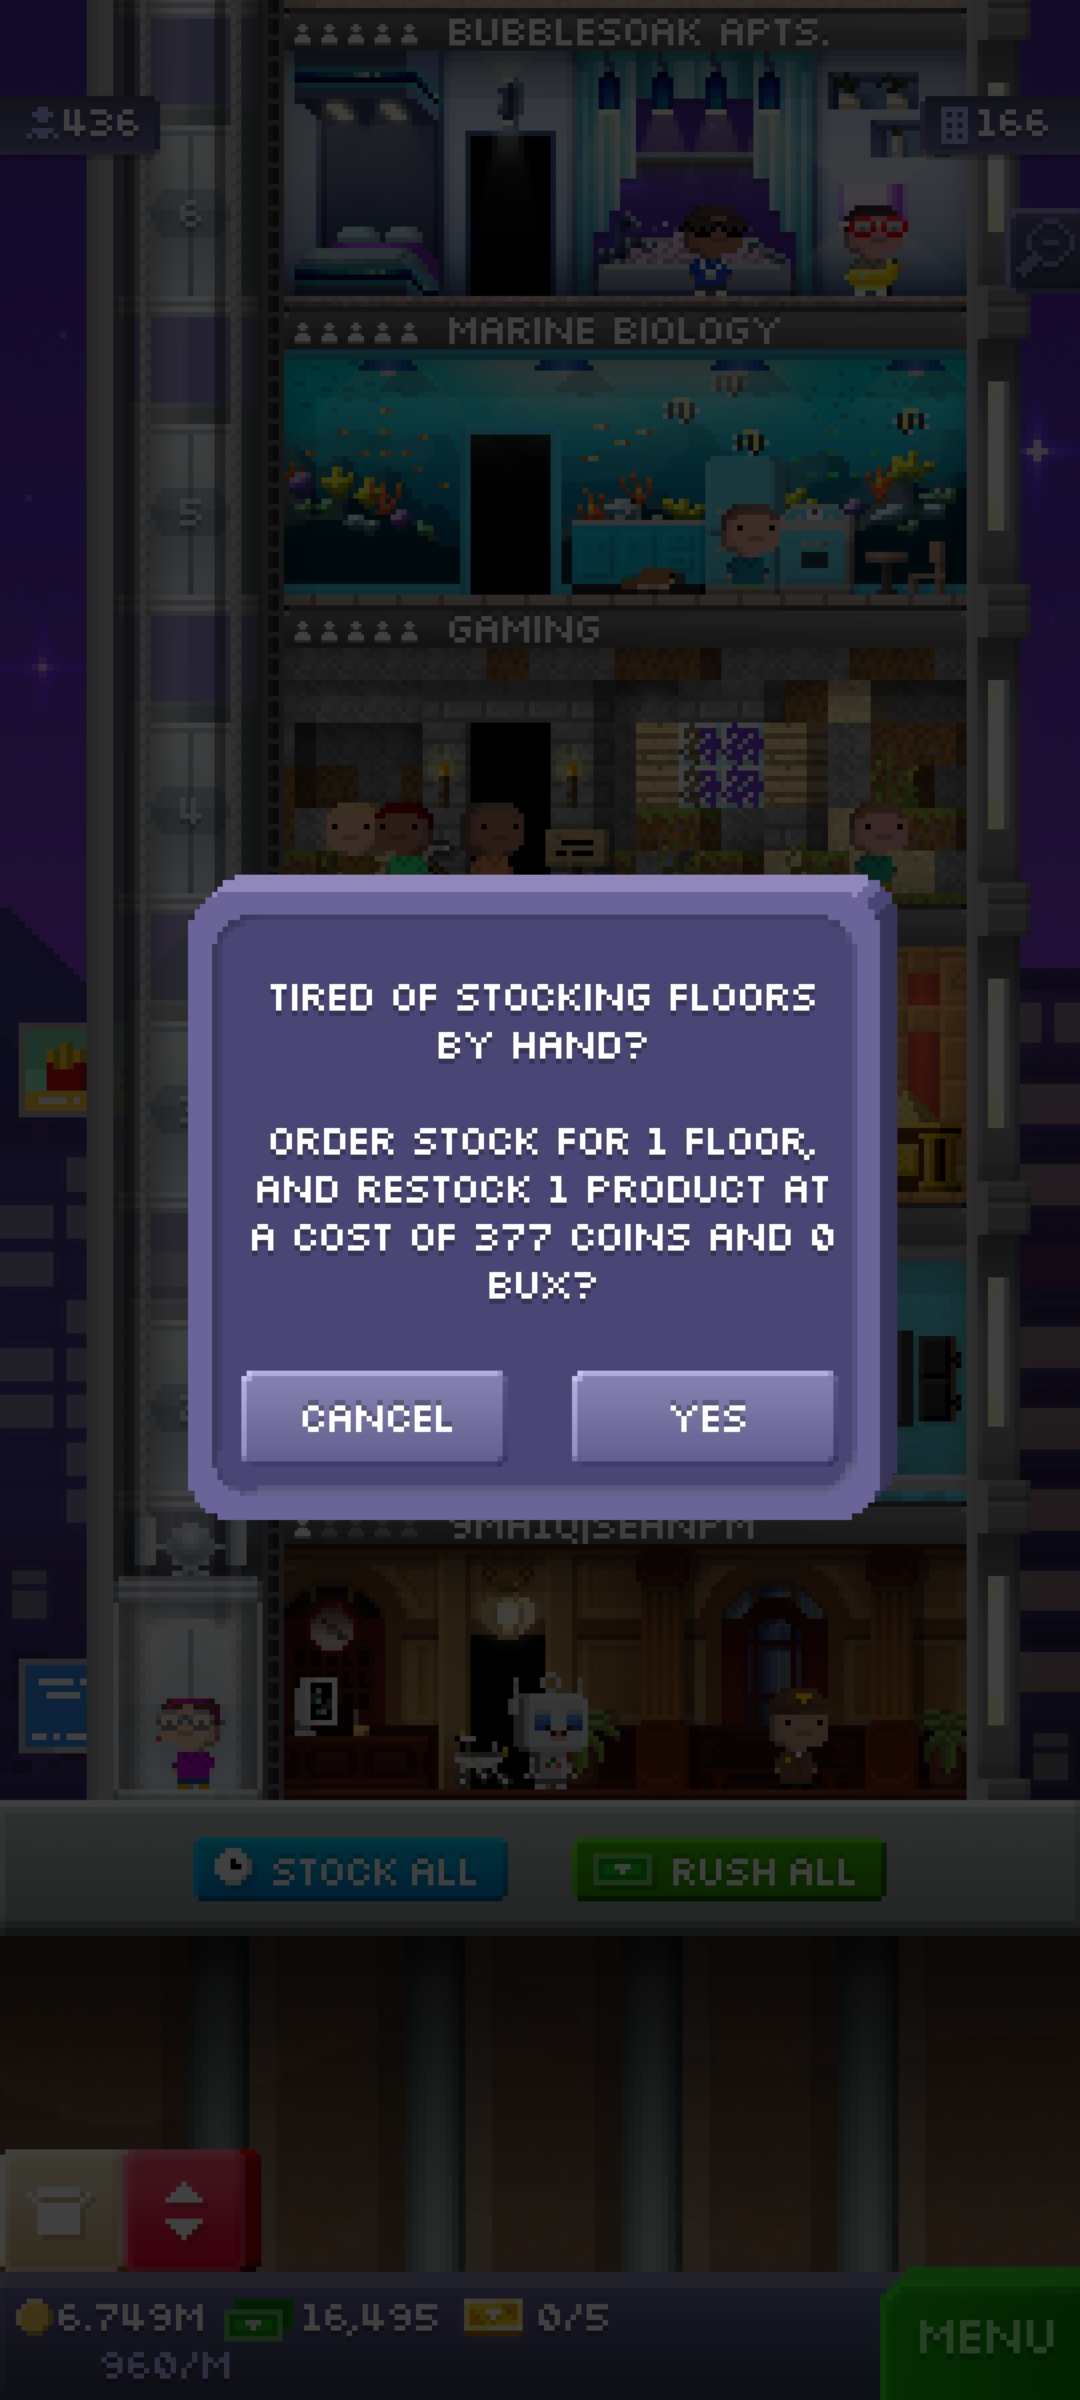 BUBBLESOAK APTS.
436
166
6
MARINE BIOLOGY
5
GAMING
4
TIRED OF STOCKING FLOORS
BY HAND?
ORDER STOCK FOR 1 FLOOR,
AND RESTOCK 1 PRODUCT AT
A COST OF 377 COINS AND 0
BUX?
CANCEL
YES
STOCK ALL
RUSH ALL
6.749M
16,495
0/5
960/M
MENU